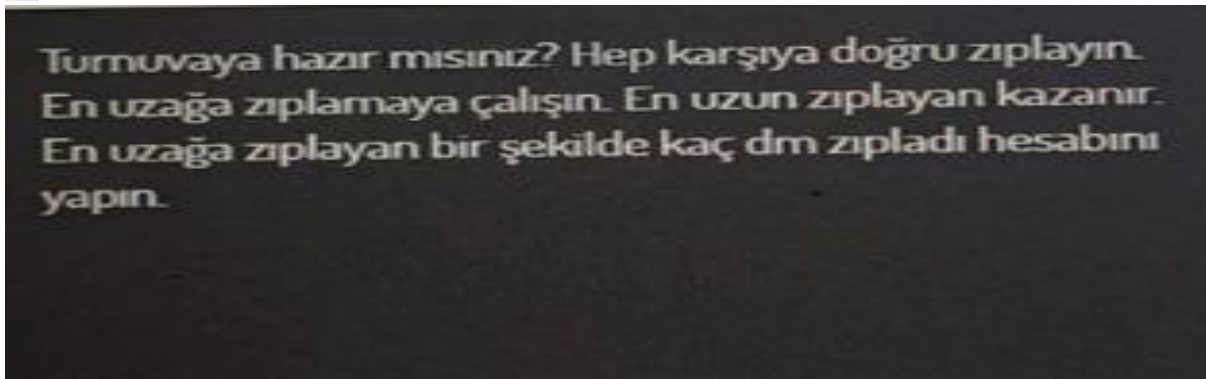 Turnuvaya hazır mısınız? Hep karşıya doğru zıplayın.
En uzağa zıplamaya çalışın. En uzun zıplayan kazanır.
En uzağa zıplayan bir şekilde kaç dm zıpladı hesabını
yapın.